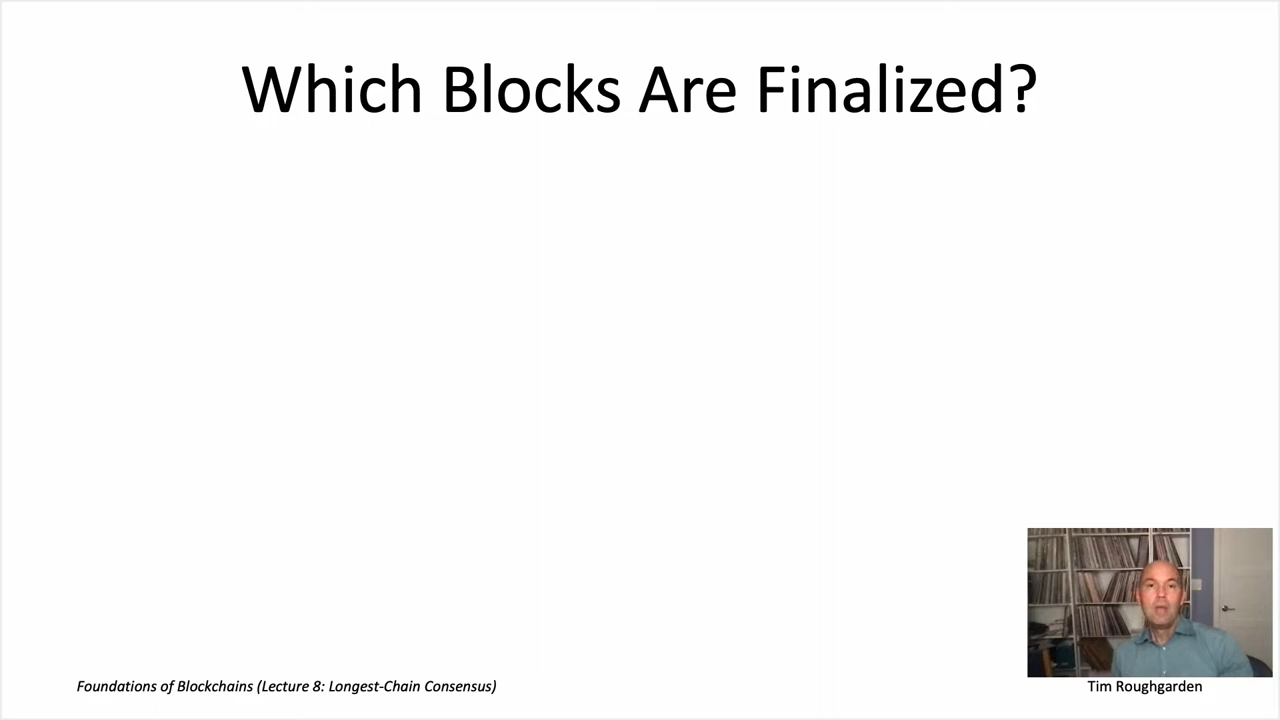 Which Blocks Are Finalized?
Foundations of Blockchains (Lecture 8: Longest-Chain Consensus)
Tim Roughgarden